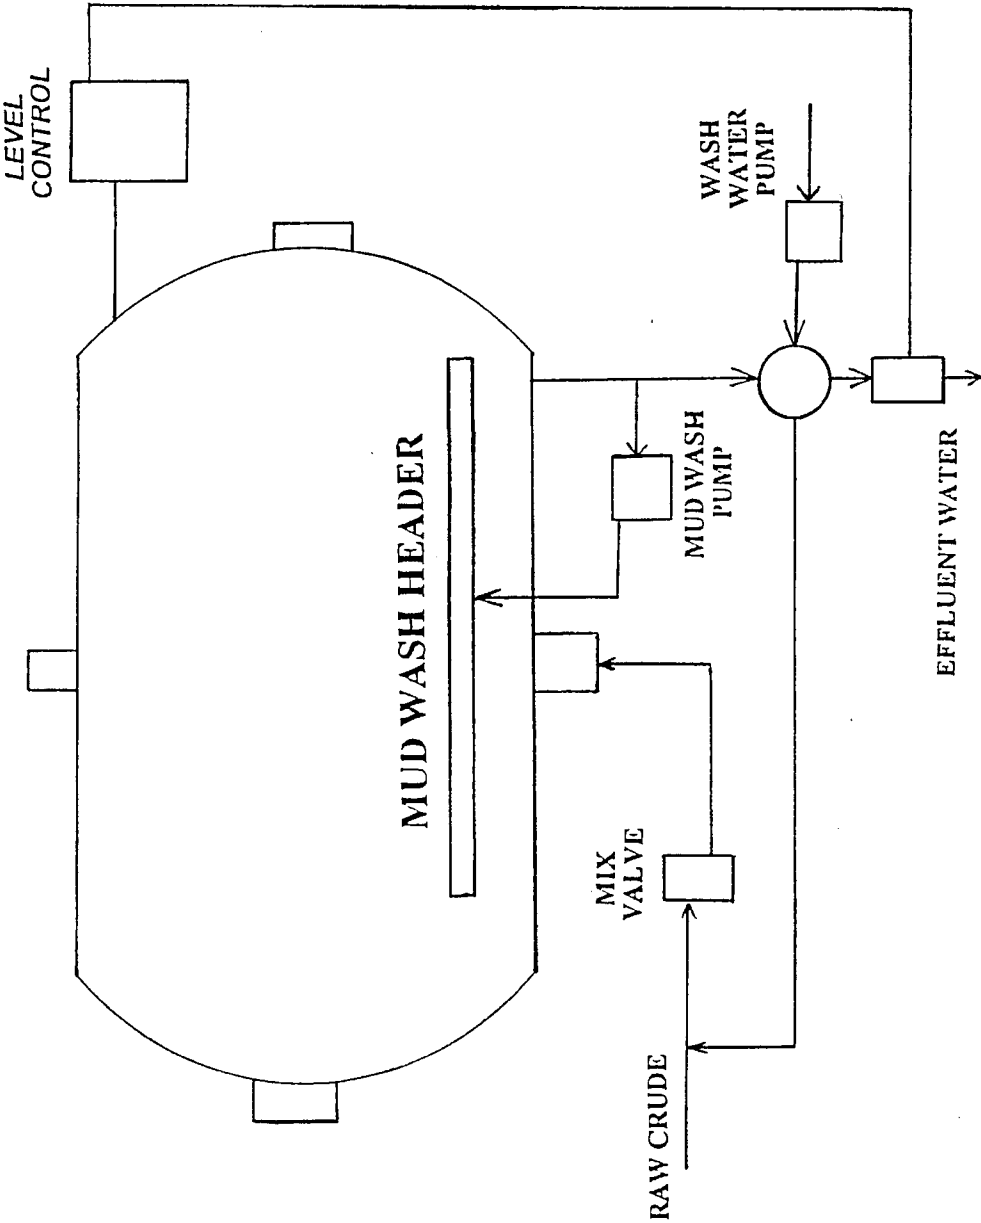 LEVEL
CONTROL
WASH
WATER
PUMP
MUD WASH HEADER
MUD WASH
PUMP
EFFLUENT WATER
MIX
VALVE
RAW CRUDE